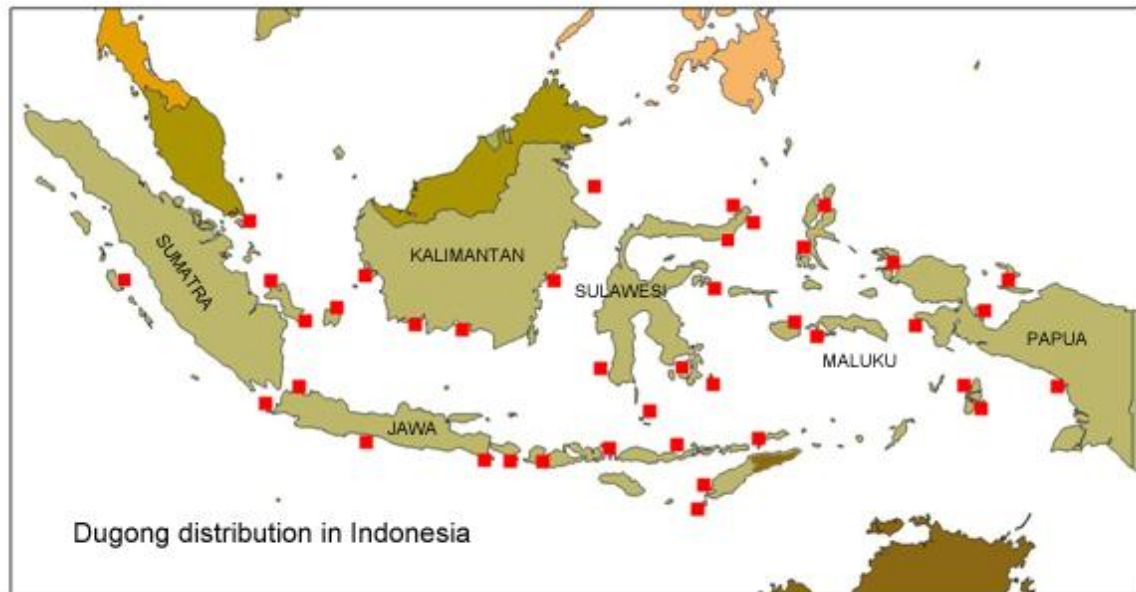 KALIMANTAN
SUMATRA
SULAWESI
PAPUA
MALUKU
JAWA
Dugong distribution in Indonesia